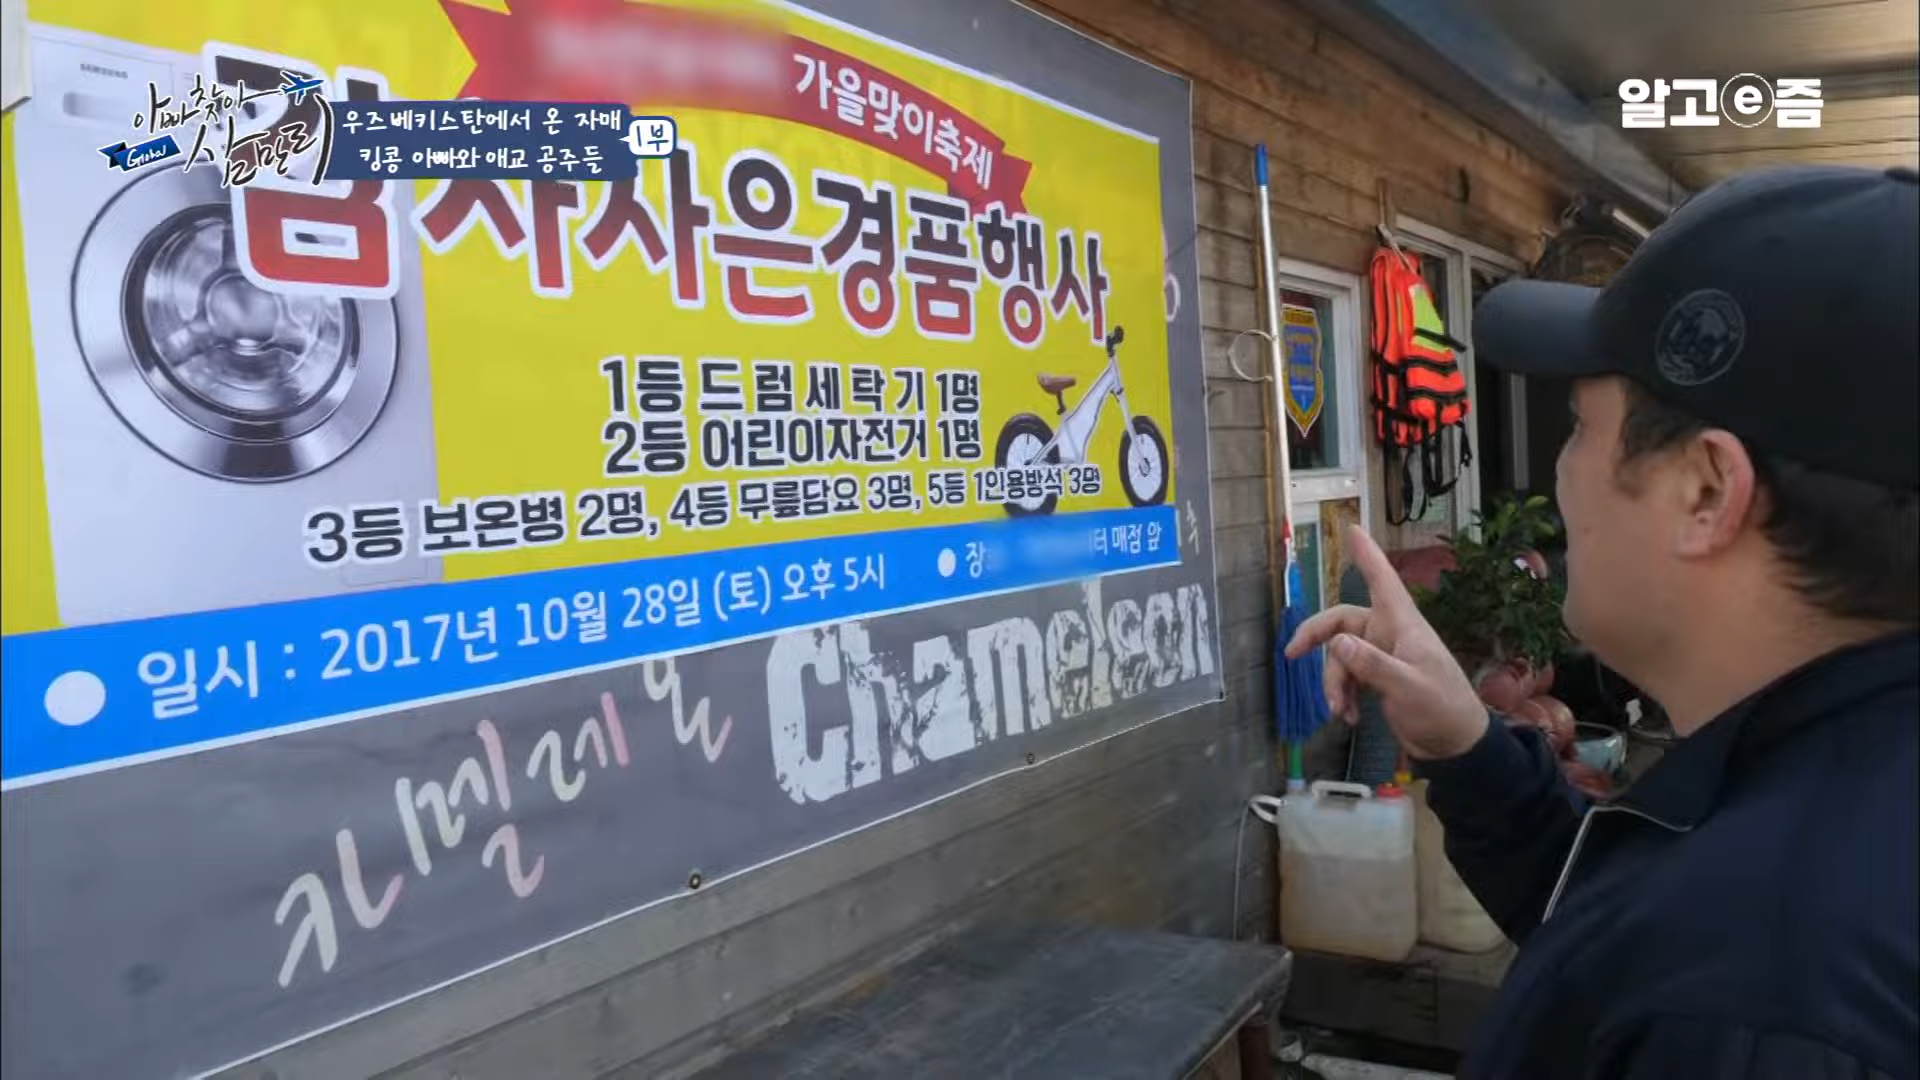 아빠 찾아 삼만리
Global
우즈베키스탄에서 온 자매
킹콩 아빠와 애교 공주들
1부
알고e즘
SAMSUNG
가을맞이축제
은경품행사
1등 드럼세탁기 1명
2등 어린이자전거 1명
3등 보온병 2명, 4등 무릎담요 3명, 5등 1인용방석 3명
● 일시 : 2017년 10월 28일 (토) 오후 5시
● 장
매점 앞
카멜레온 Chameleon